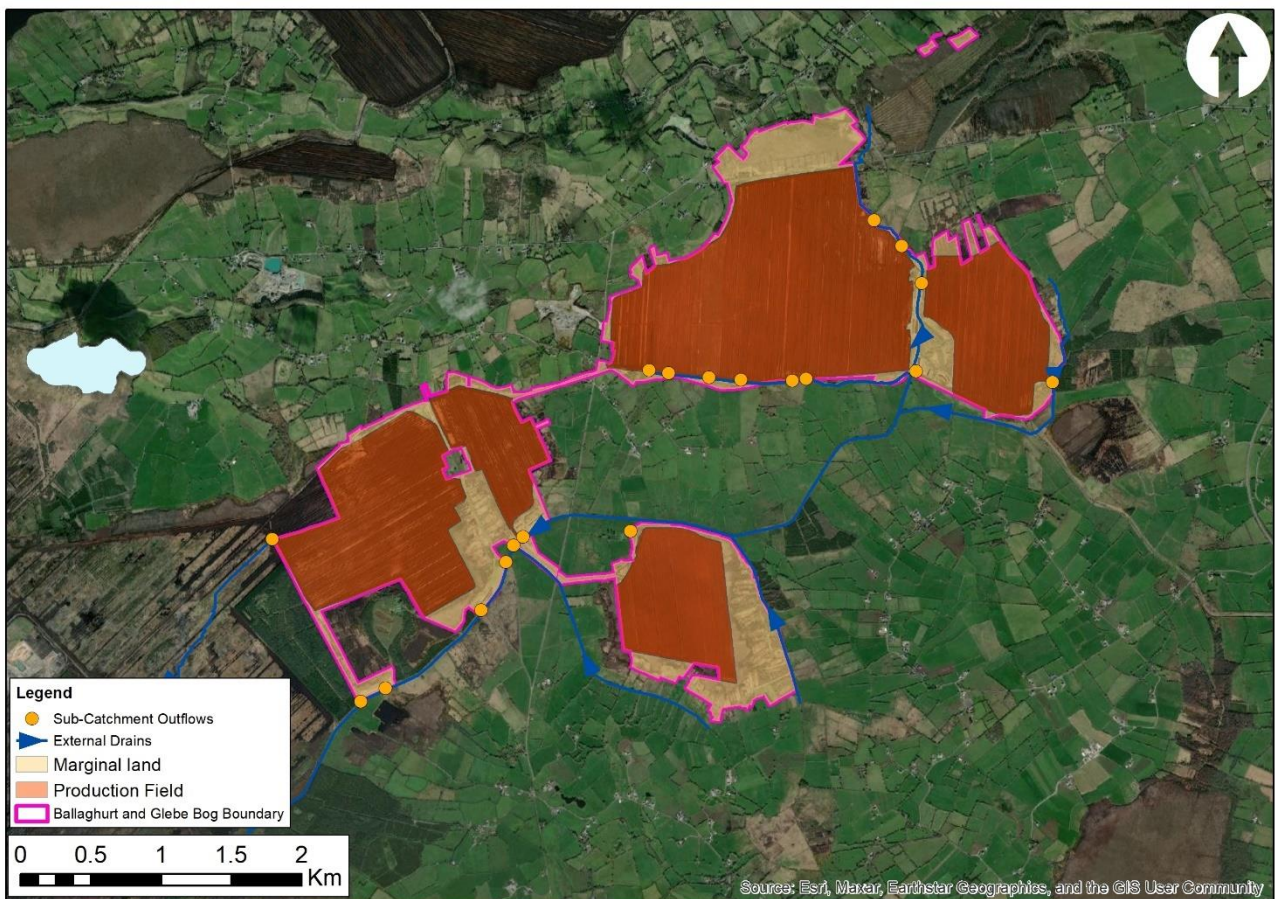 Legend
Sub-Catchment Outflows
External Drains
Marginal land
Production Field
Ballaghurt and Glebe Bog Boundary
0 0.5 1 1.5 2
Km
Source: Esri, Maxar, Earthstar Geographics, and the GIS User Community